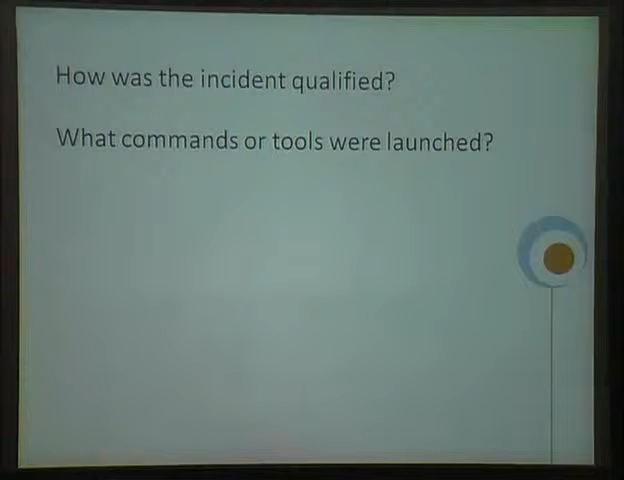 How was the incident qualified?
What commands or tools were launched?